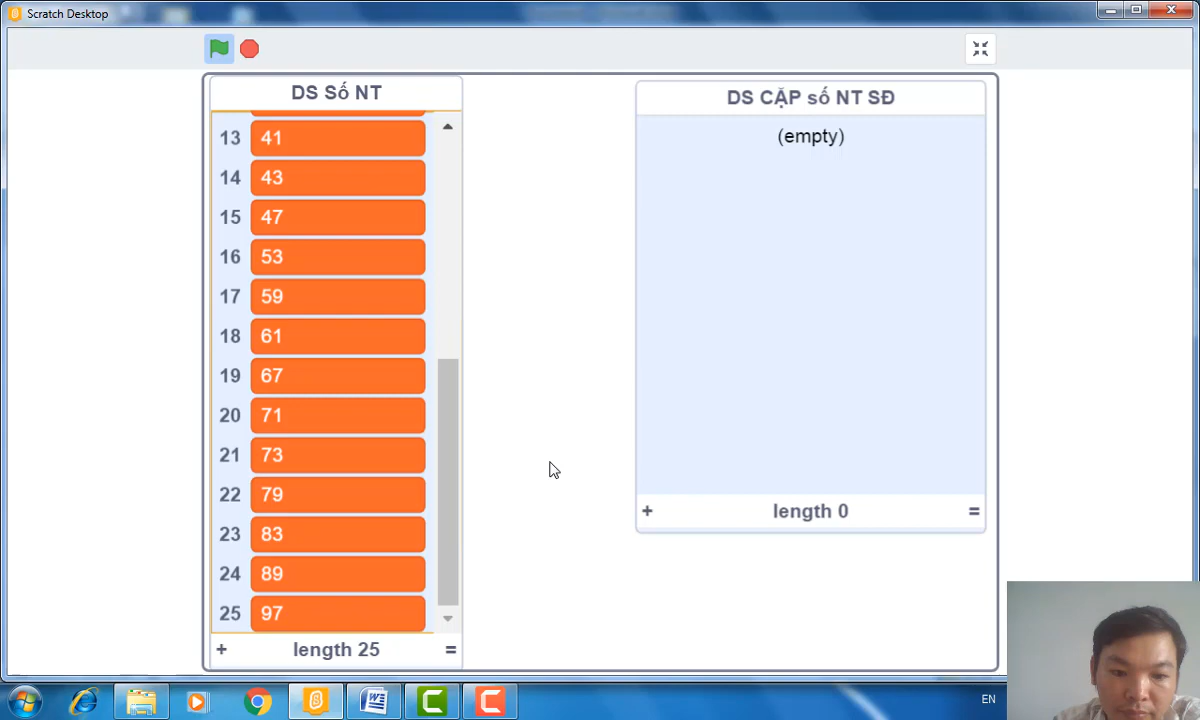 Scratch Desktop
DS Số NT
13 41
14 43
15 47
16 53
17 59
18 61
19 67
20 71
21 73
22 79
23 83
24 89
25 97
+ length 25 =
DS CẶP số NT SĐ
(empty)
+ length 0 =
EN